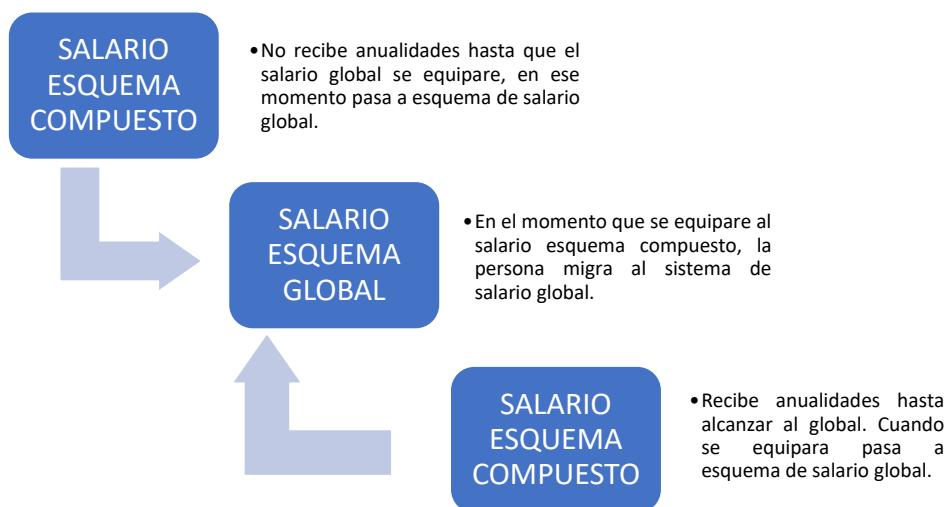 SALARIO
ESQUEMA
COMPUESTO
•No recibe anualidades hasta que el
salario global se equipare, en ese
momento pasa a esquema de salario
global.
SALARIO
ESQUEMA
GLOBAL
•En el momento que se equipare al
salario esquema compuesto, la
persona migra al sistema de
salario global.
SALARIO
ESQUEMA
COMPUESTO
•Recibe anualidades hasta
alcanzar al global. Cuando
se equipara pasa a
esquema de salario global.